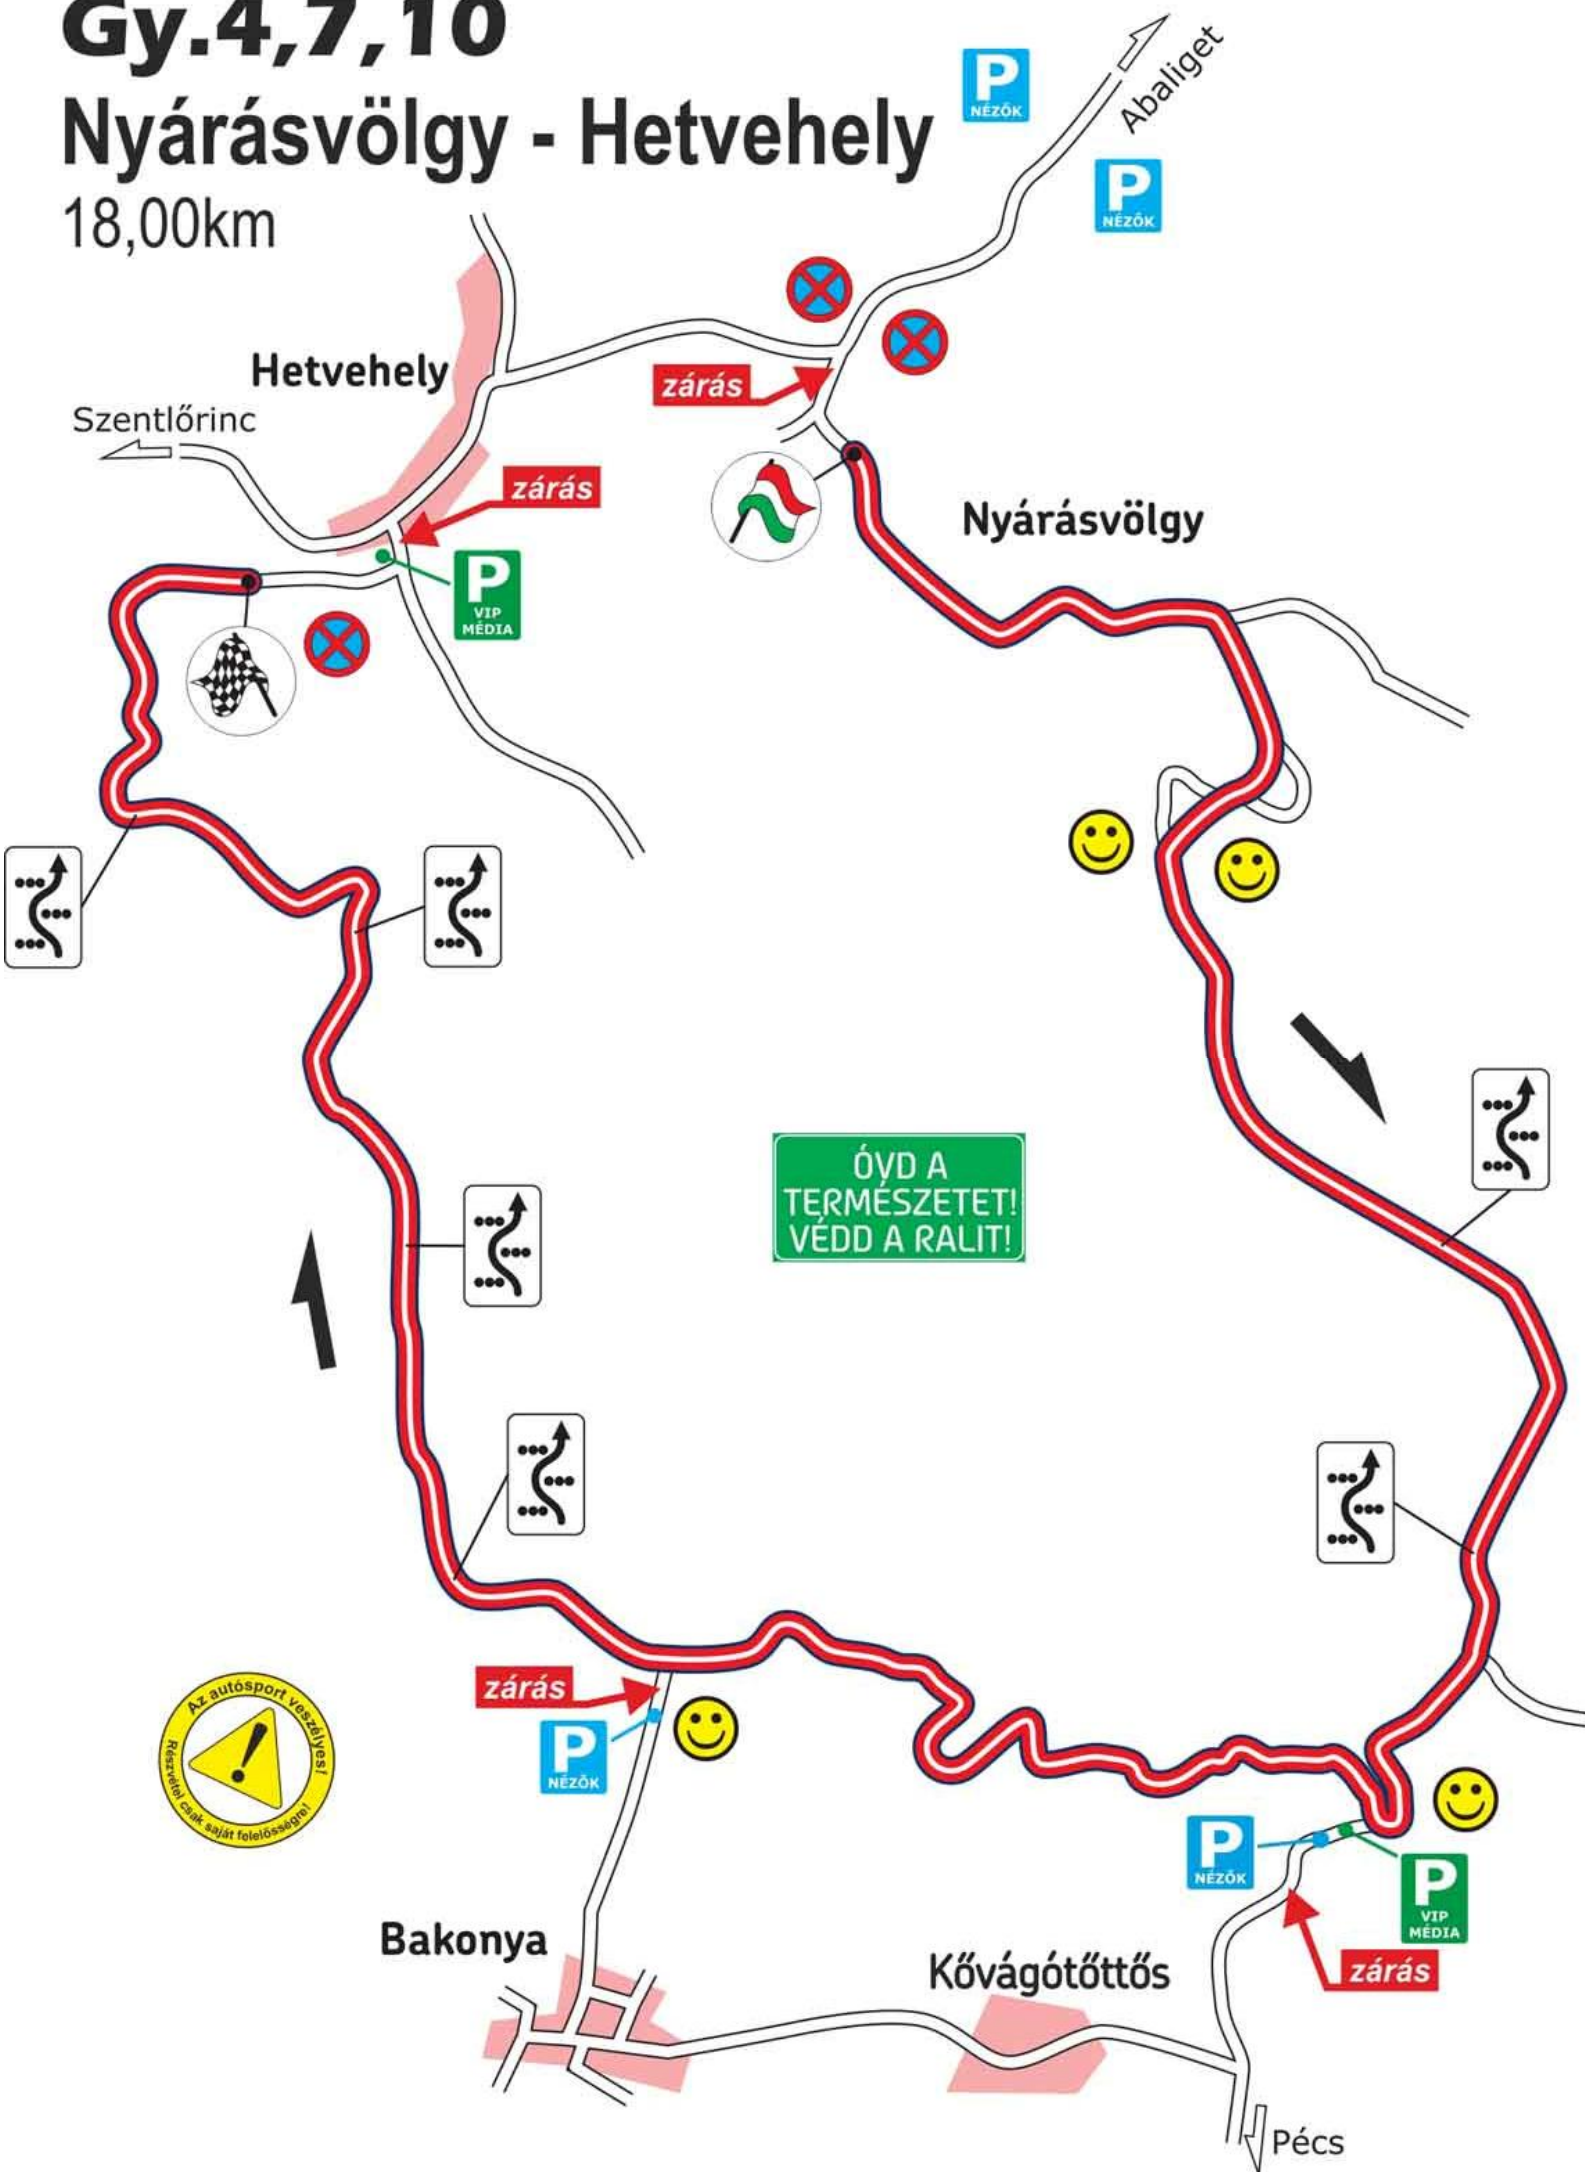 Gy.4,7,10
Nyárásvölgy - Hetvehely
18,00km
P
NÉZŐK
Abaliget
P
NÉZŐK
Hetvehely
zárás
Szentlőrinc
zárás
Nyárásvölgy
P
VIP
MÉDIA
ÓVD A
TERMÉSZETET!
VÉDD A RALIT!
zárás
P
NÉZŐK
Az autósport veszélyes!
Részvétel csak saját felelősségre!
P
NÉZŐK
P
VIP
MÉDIA
zárás
Bakonya
Kővágótőttős
Pécs